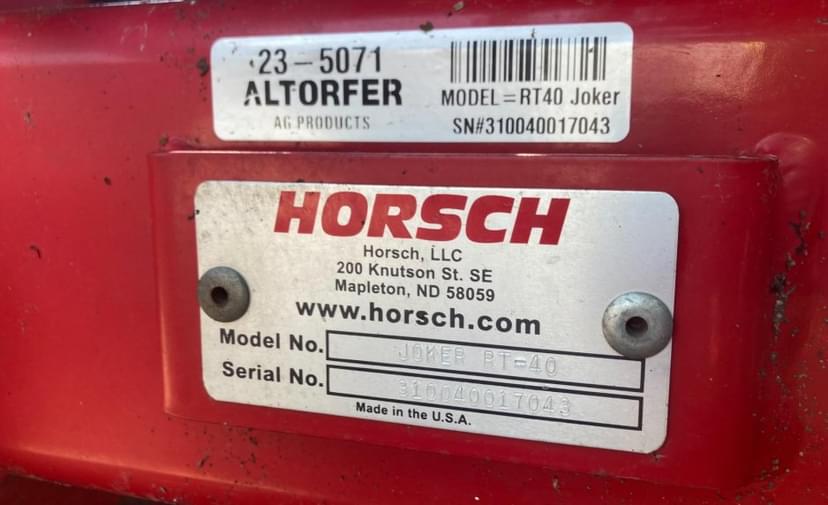 23-5071
ALTORFER
AG PRODUCTS
MODEL=RT40 Joker
SN#310040017043
HORSCH
Horsch, LLC
200 Knutson St. SE
Mapleton, ND 58059
www.horsch.com
Model No. JOKER RT-40
Serial No. 310040017043
Made in the U.S.A.